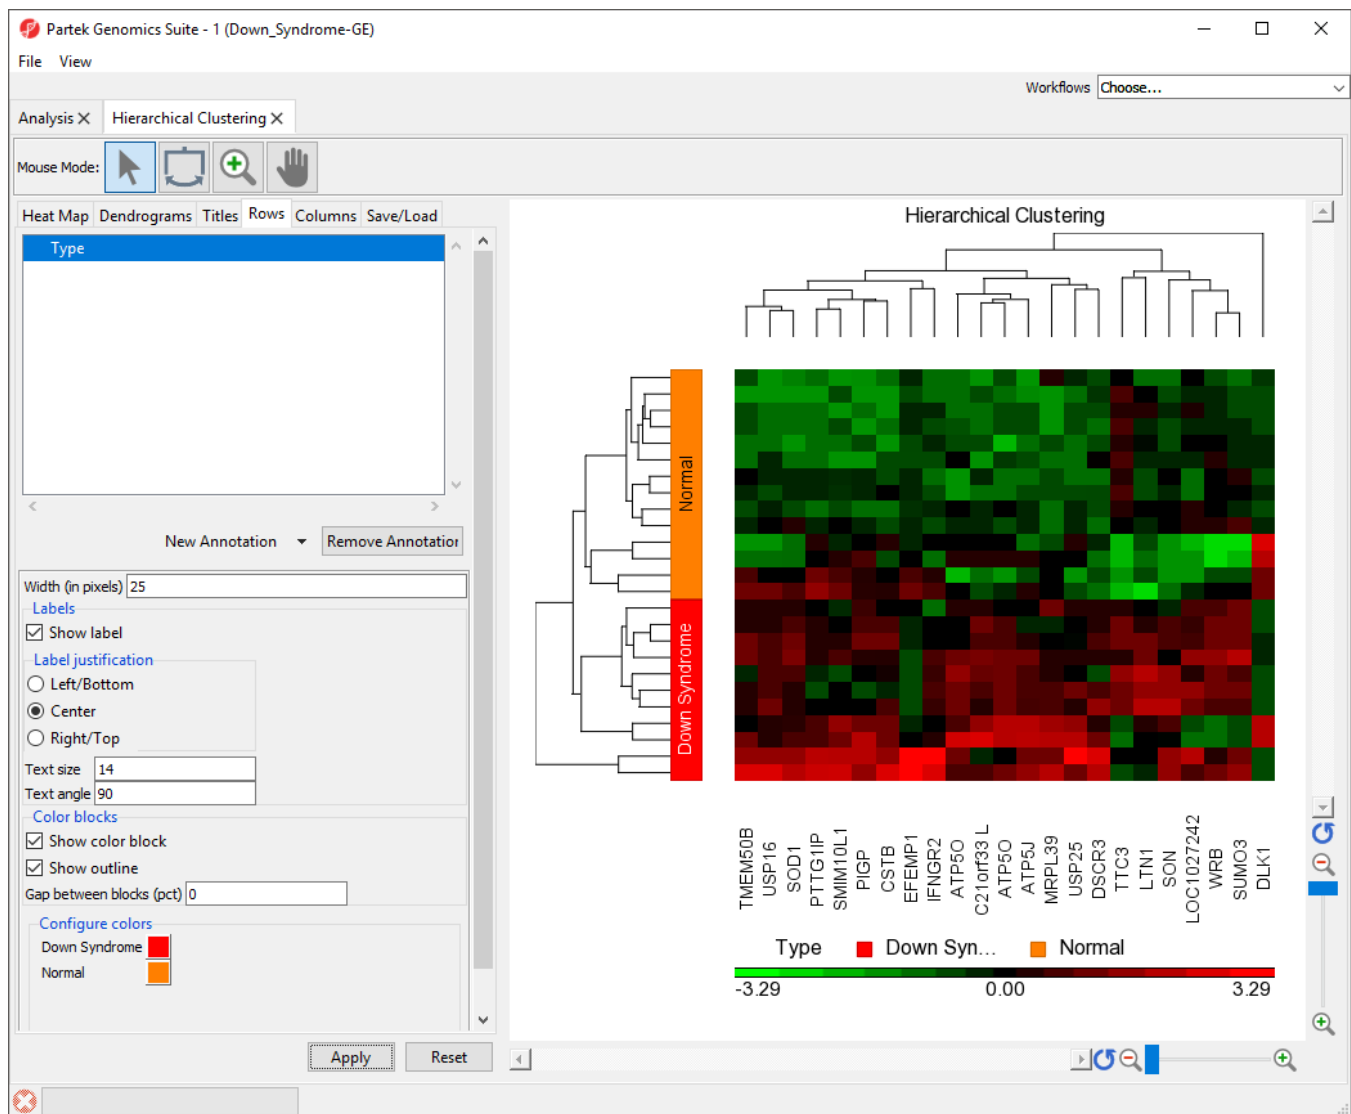 Partek Genomics Suite - 1 (Down_Syndrome-GE)
File View
Workflows Choose...
Analysis Hierarchical Clustering
Mouse Mode:
Heat Map Dendrograms Titles Rows Columns Save/Load
Type
New Annotation Remove Annotation
Width (in pixels) 25
Labels
Show label
Label justification
Left/Bottom
Center
Right/Top
Text size 14
Text angle 90
Color blocks
Show color block
Show outline
Gap between blocks (pct) 0
Configure colors
Down Syndrome
Normal
Apply Reset
Hierarchical Clustering
Normal
Down Syndrome
TMEM50B
USP16
SOD1
PTTG1IP
SMIM10L1
PIGP
CSTB
EFEMP1
IFNGR2
ATP5O
C21orf33 L
ATP5O
ATP5J
MRPL39
USP25
DSCR3
TTC3
LTN1
SON
LOC1027242
WRB
SUMO3
DLK1
Type Down Syn... Normal
-3.29 0.00 3.29